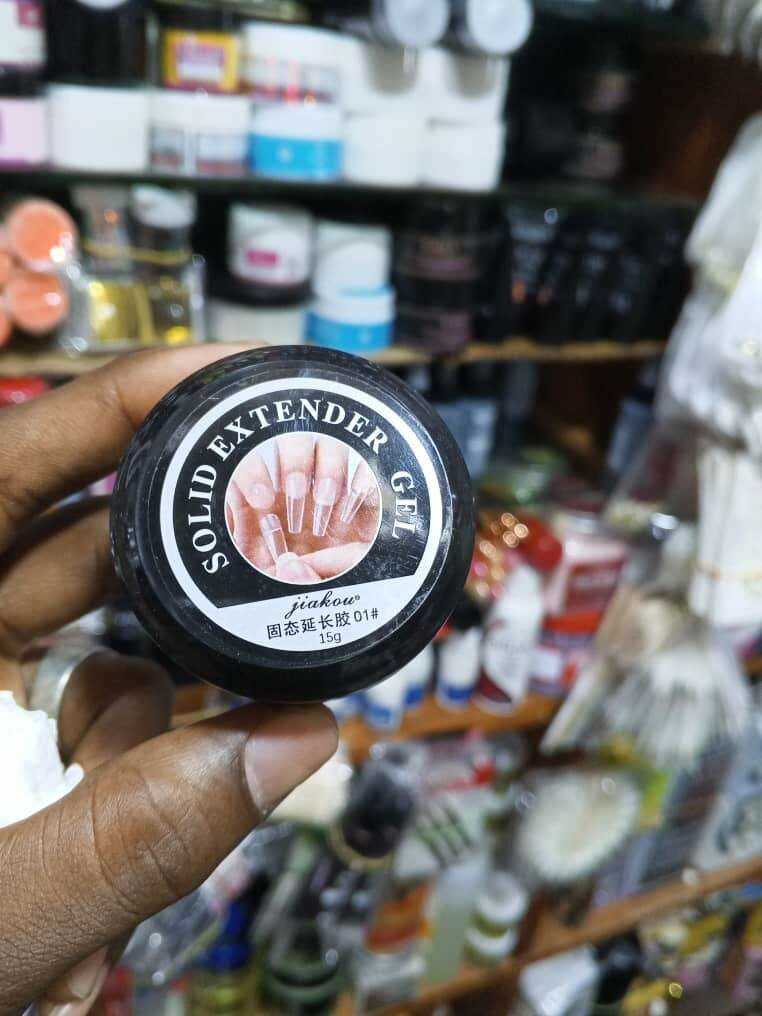 SOLID EXTENDER GEL
jiakou®
固态延长胶 01#
15g